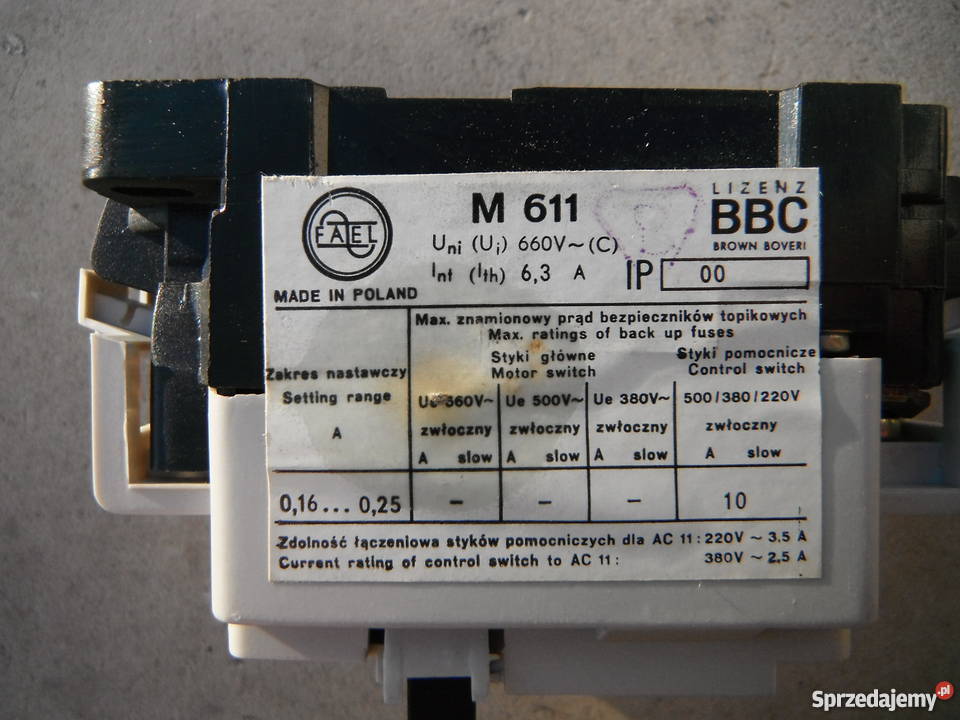 FAEL
M 611
LIZENZ
BBC
BROWN BOVERI
Uni (Ui) 660V~(C)
Int (Ith) 6,3 A
IP 00
MADE IN POLAND
Max. znamionowy prąd bezpieczników topikowych
Max. ratings of back up fuses
Zakres nastawczy
Setting range
A
Styki główne
Motor switch
Styki pomocnicze
Control switch
Ue 660V~ Ue 500V~ Ue 380V~ 500/380/220V
zwłoczny zwłoczny zwłoczny zwłoczny
A slow A slow A slow A slow
0,16... 0,25 – – – 10
Zdolność łączeniowa styków pomocniczych dla AC 11: 220V ~ 3,5 A
Current rating of control switch to AC 11: 380V ~ 2,5 A
Sprzedajemy.pl